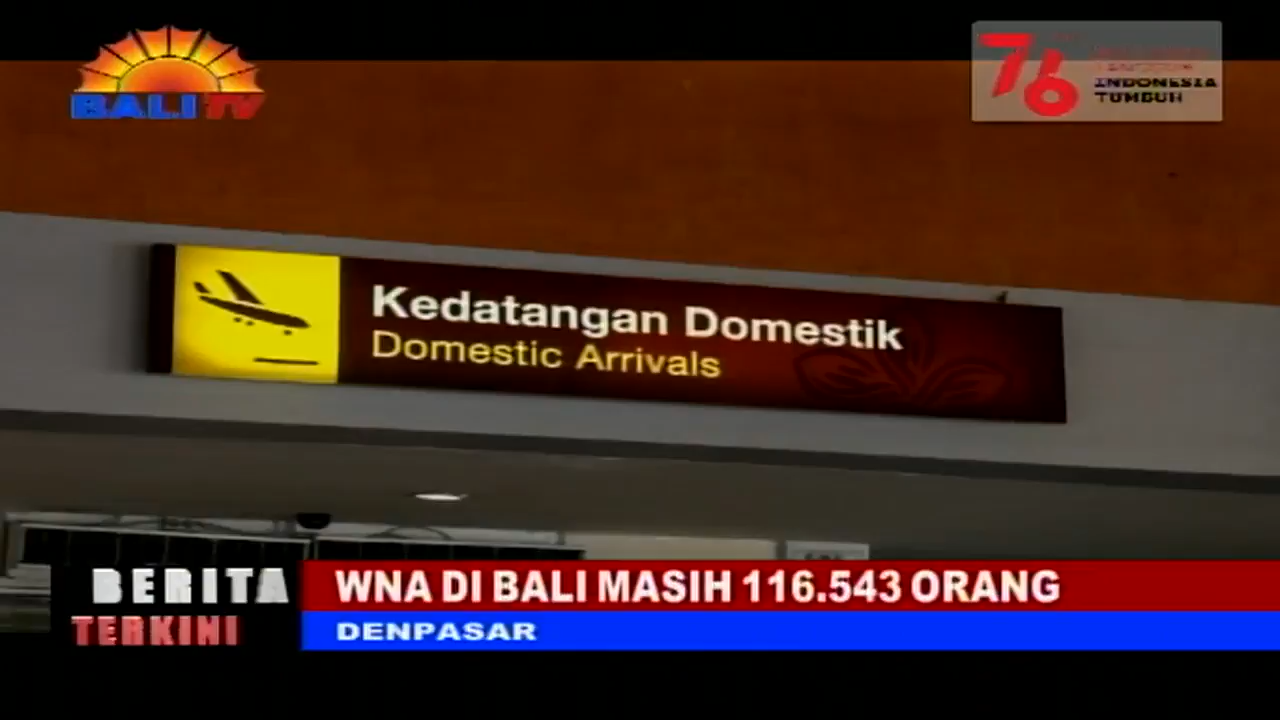 BALI TV
76
INDONESIA
TUMBUH
Kedatangan Domestik
Domestic Arrivals
BERITA
TERKINI
WNA DI BALI MASIH 116.543 ORANG
DENPASAR